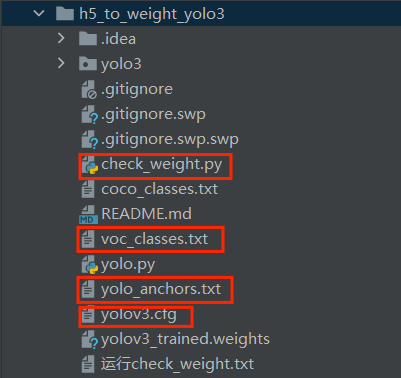 h5_to_weight_yolo3
.idea
yolo3
.gitignore
.gitignore.swp
.gitignore.swp.swp
check_weight.py
coco_classes.txt
README.md
voc_classes.txt
yolo.py
yolo_anchors.txt
yolov3.cfg
yolov3_trained.weights
运行check_weight.txt